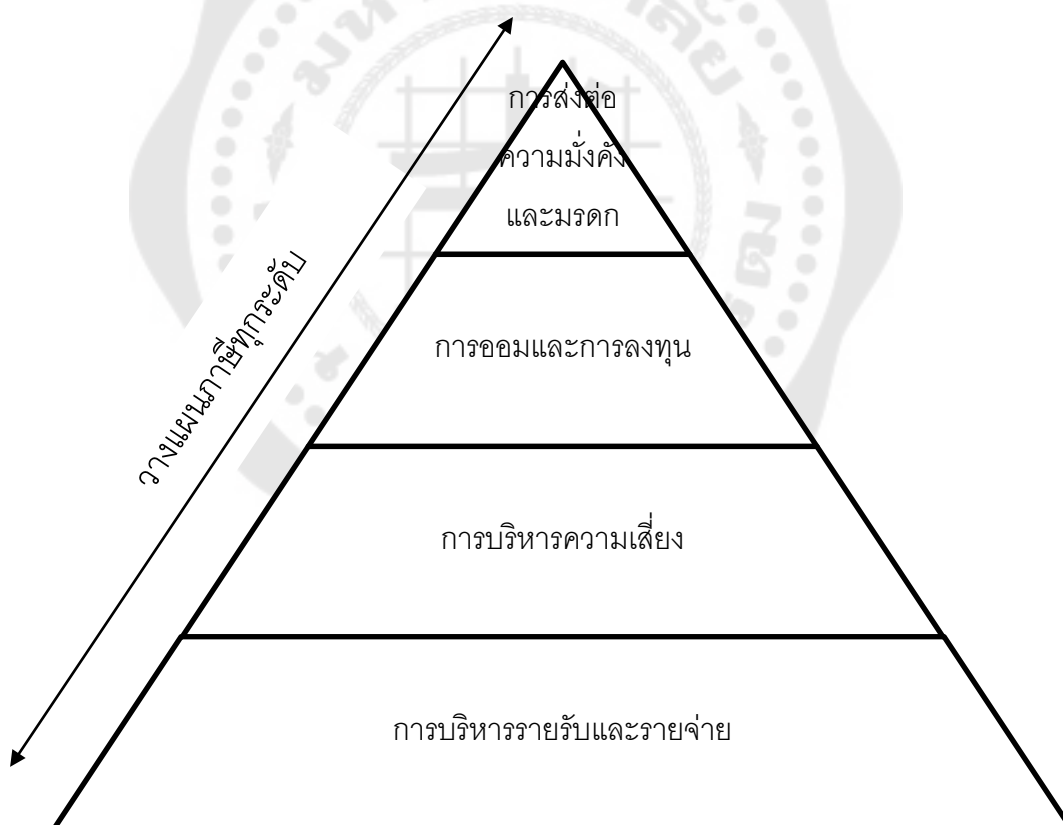 การส่งต่อ
ความมั่งคั่ง
และมรดก
วางแผนภาษีทุกระดับ
การออมและการลงทุน
การบริหารความเสี่ยง
การบริหารรายรับและรายจ่าย